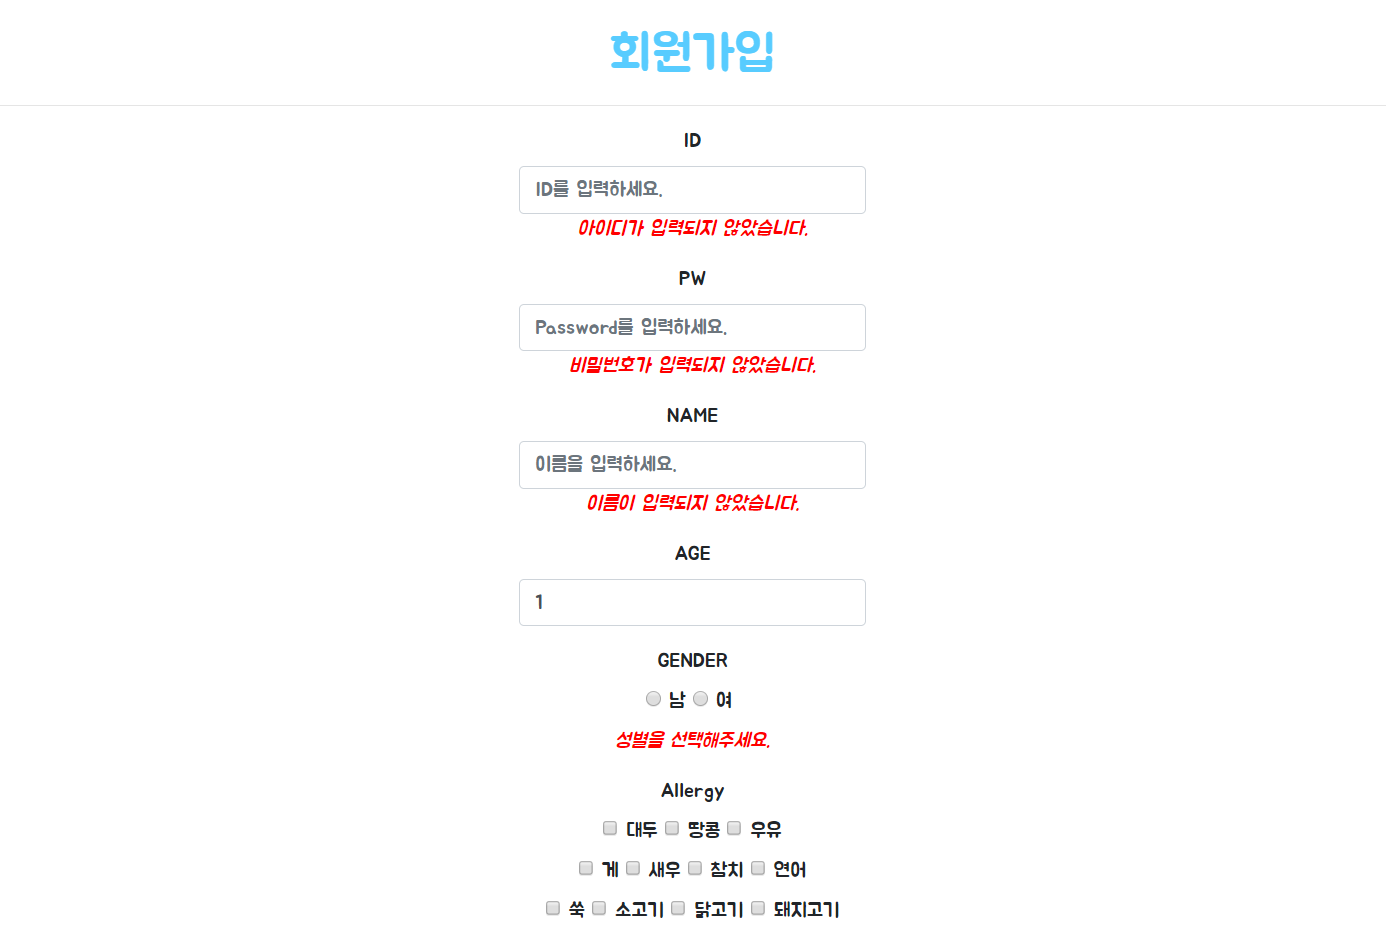 회원가입
ID
ID를 입력하세요.
아이디가 입력되지 않았습니다.
PW
Password를 입력하세요.
비밀번호가 입력되지 않았습니다.
NAME
이름을 입력하세요.
이름이 입력되지 않았습니다.
AGE
1
GENDER
남 여
성별을 선택해주세요.
Allergy
대두 땅콩 우유
게 새우 참치 연어
쑥 소고기 닭고기 돼지고기